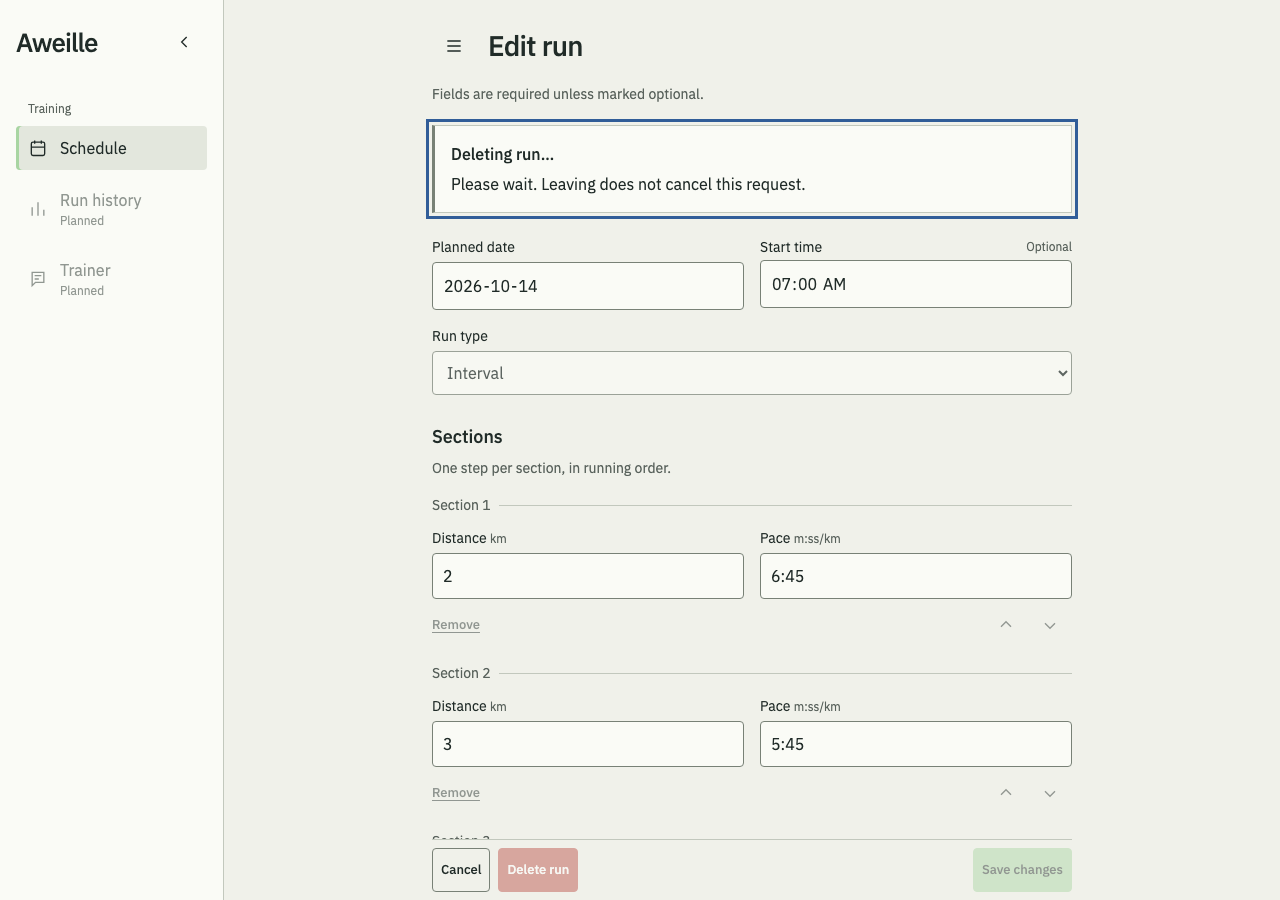 Aweille
Training
Schedule
Run history
Planned
Trainer
Planned
Edit run
Fields are required unless marked optional.
Deleting run…
Please wait. Leaving does not cancel this request.
Planned date
Start time Optional
2026-10-14
07:00 AM
Run type
Interval
Sections
One step per section, in running order.
Section 1
Distance km
Pace m:ss/km
2
6:45
Remove
Section 2
Distance km
Pace m:ss/km
3
5:45
Remove
Section 3
Cancel
Delete run
Save changes